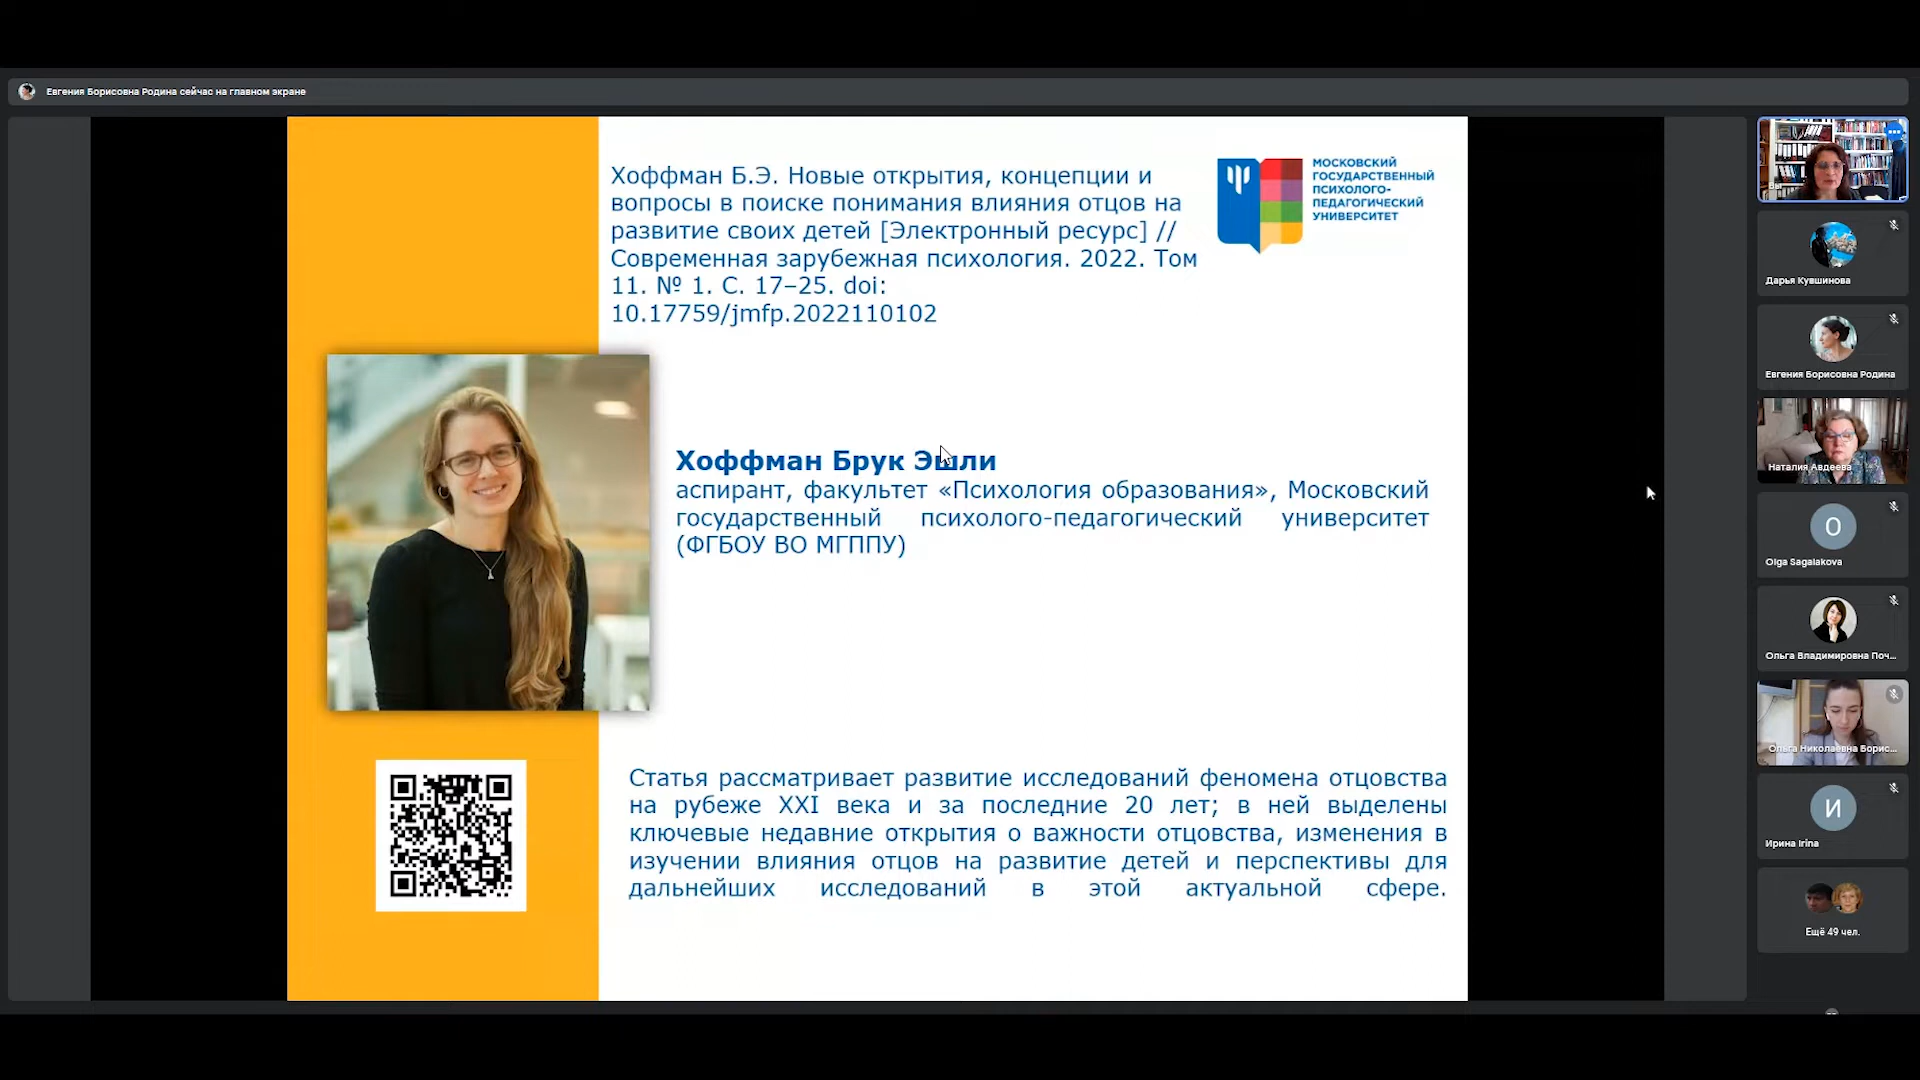 Евгения Борисовна Родина сейчас на главном экране
Хоффман Б.Э. Новые открытия, концепции и
вопросы в поиске понимания влияния отцов на
развитие своих детей [Электронный ресурс] //
Современная зарубежная психология. 2022. Том
11. № 1. С. 17–25. doi:
10.17759/jmfp.2022110102
МОСКОВСКИЙ
ГОСУДАРСТВЕННЫЙ
ПСИХОЛОГО-
ПЕДАГОГИЧЕСКИЙ
УНИВЕРСИТЕТ
Хоффман Брук Эшли
аспирант, факультет «Психология образования», Московский
государственный психолого-педагогический университет
(ФГБОУ ВО МГППУ)
Статья рассматривает развитие исследований феномена отцовства
на рубеже XXI века и за последние 20 лет; в ней выделены
ключевые недавние открытия о важности отцовства, изменения в
изучении влияния отцов на развитие детей и перспективы для
дальнейших исследований в этой актуальной сфере.
Вы
Дарья Кувшинова
Евгения Борисовна Родина
Наталия Авдеева
O
Olga Sagalakova
Ольга Владимировна Поч...
Ольга Николаевна Борис...
И
Ирина Irina
Ещё 49 чел.